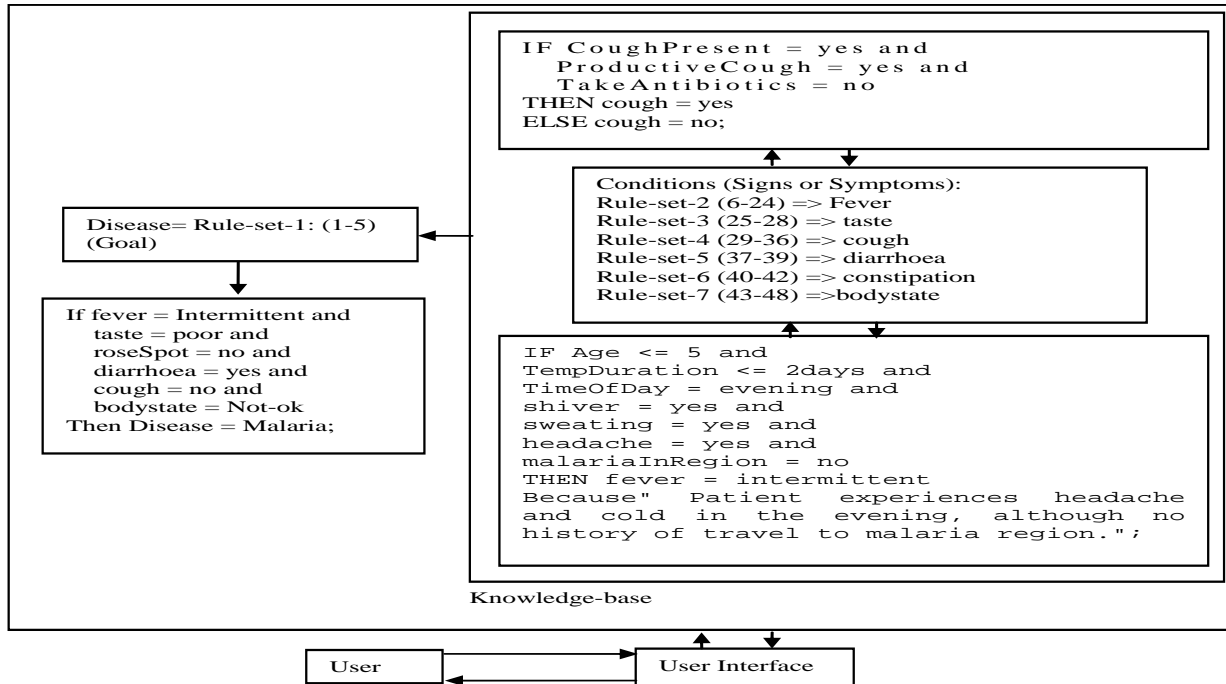 IF CoughPresent = yes and
ProductiveCough = yes and
TakeAntibiotics = no
THEN cough = yes
ELSE cough = no;
Conditions (Signs or Symptoms):
Rule-set-2 (6-24) => Fever
Rule-set-3 (25-28) => taste
Rule-set-4 (29-36) => cough
Rule-set-5 (37-39) => diarrhoea
Rule-set-6 (40-42) => constipation
Rule-set-7 (43-48) =>bodystate
Disease= Rule-set-1: (1-5)
(Goal)
If fever = Intermittent and
taste = poor and
roseSpot = no and
diarrhoea = yes and
cough = no and
bodystate = Not-ok
Then Disease = Malaria;
IF Age <= 5 and
TempDuration <= 2days and
TimeOfDay = evening and
shiver = yes and
sweating = yes and
headache = yes and
malariaInRegion = no
THEN fever = intermittent
Because" Patient experiences headache
and cold in the evening, although no
history of travel to malaria region.";
Knowledge-base
User
User Interface